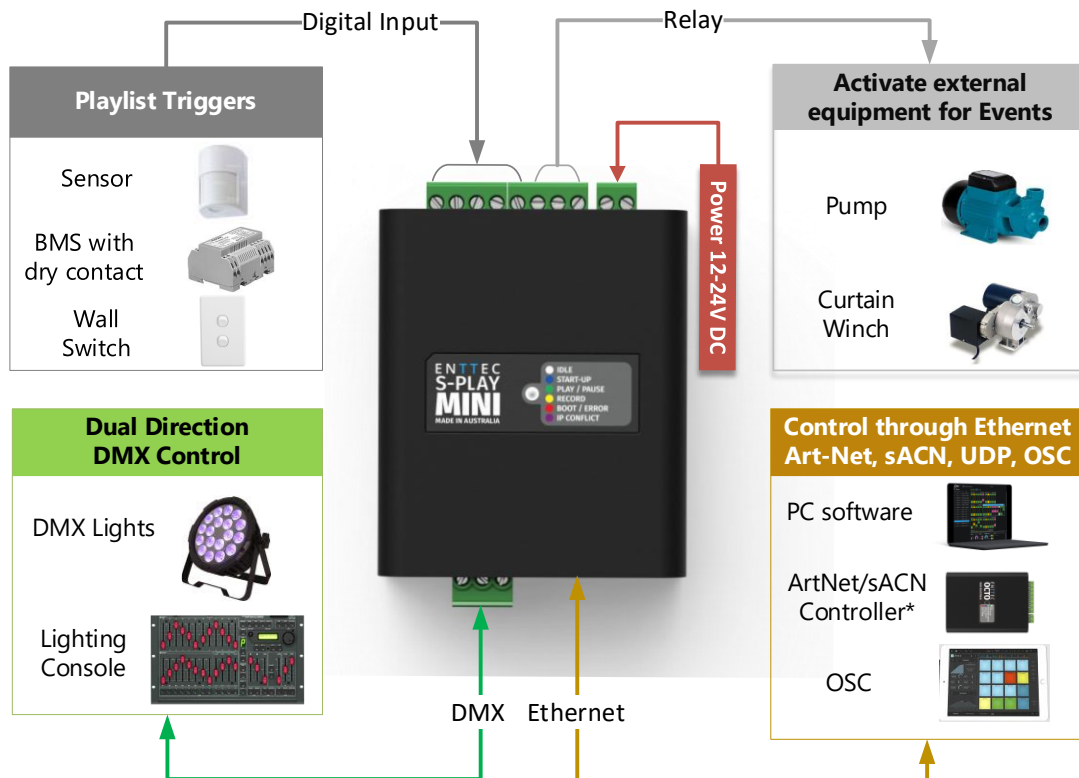 Digital Input
Relay
Playlist Triggers
Sensor
BMS with
dry contact
Wall
Switch
Activate external
equipment for Events
Pump
Curtain
Winch
Power 12-24V DC
ENTTEC
S-PLAY
MINI
MADE IN AUSTRALIA
IDLE
START-UP
PLAY / PAUSE
RECORD
BOOT / ERROR
IP CONFLICT
Dual Direction
DMX Control
DMX Lights
Lighting
Console
Control through Ethernet
Art-Net, sACN, UDP, OSC
PC software
ArtNet/sACN
Controller*
OCTO
OSC
DMX
Ethernet